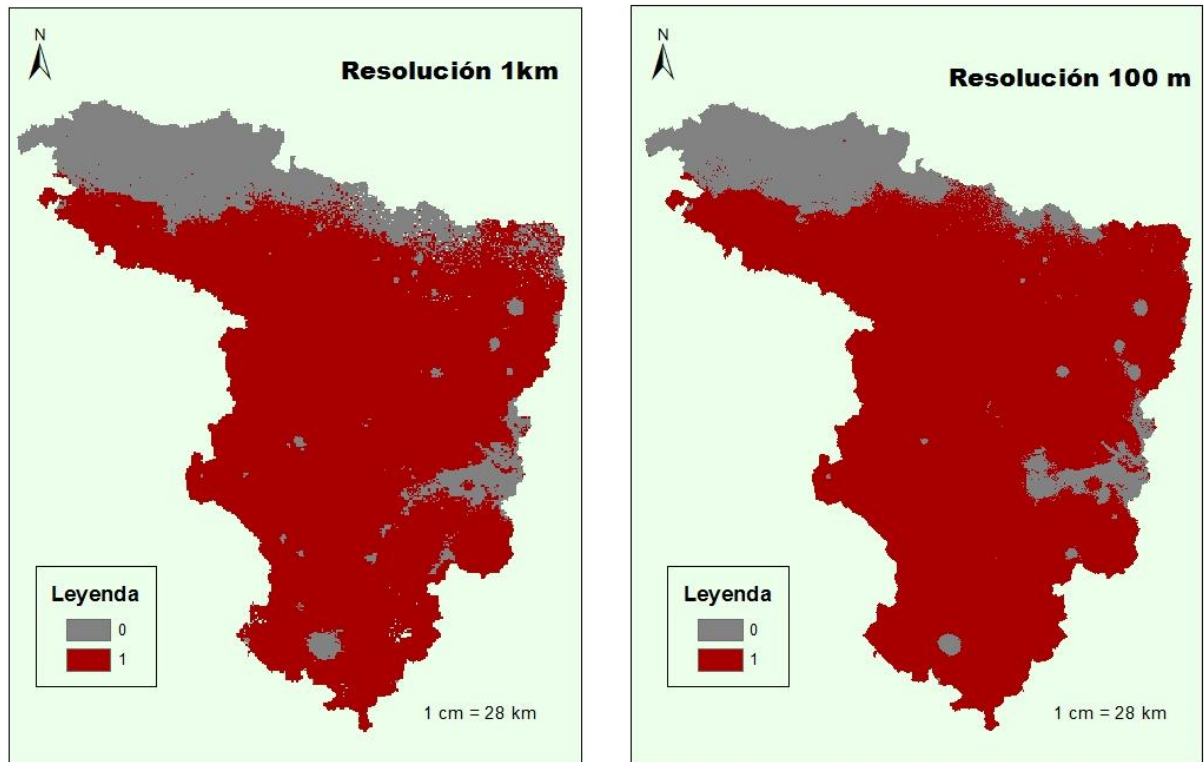 N
Resolución 1km
Leyenda
0
1
1 cm = 28 km
N
Resolución 100 m
Leyenda
0
1
1 cm = 28 km